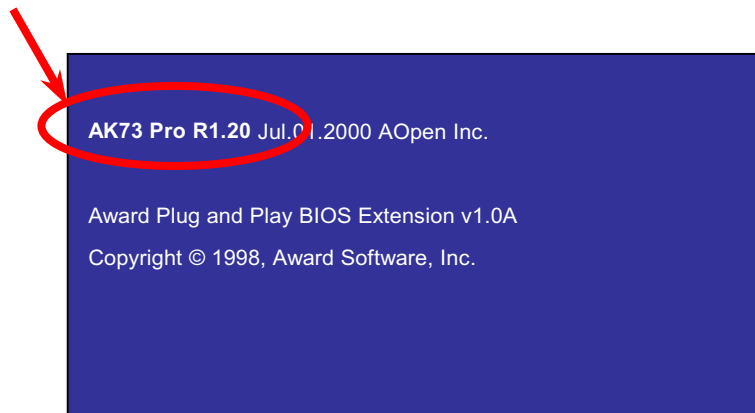 AK73 Pro R1.20 Jul.01.2000 AOpen Inc.
Award Plug and Play BIOS Extension v1.0A
Copyright © 1998, Award Software, Inc.